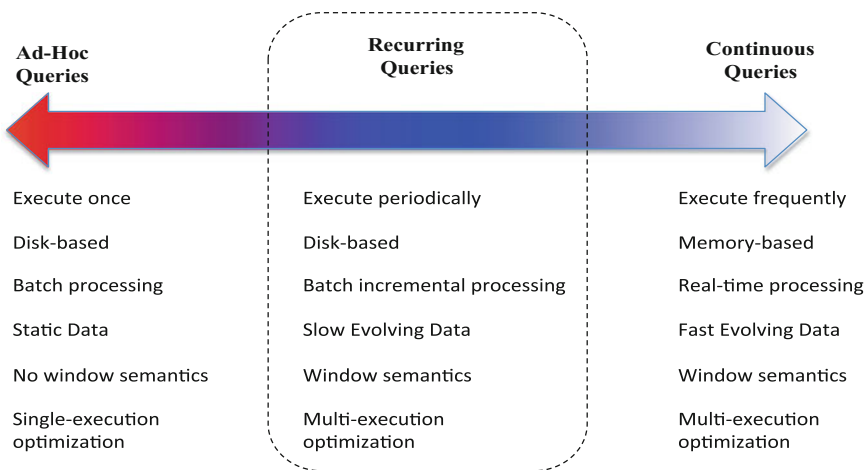 Ad-Hoc
Queries
Recurring
Queries
Continuous
Queries
Execute once
Execute periodically
Execute frequently
Disk-based
Disk-based
Memory-based
Batch processing
Batch incremental processing
Real-time processing
Static Data
Slow Evolving Data
Fast Evolving Data
No window semantics
Window semantics
Window semantics
Single-execution
optimization
Multi-execution
optimization
Multi-execution
optimization